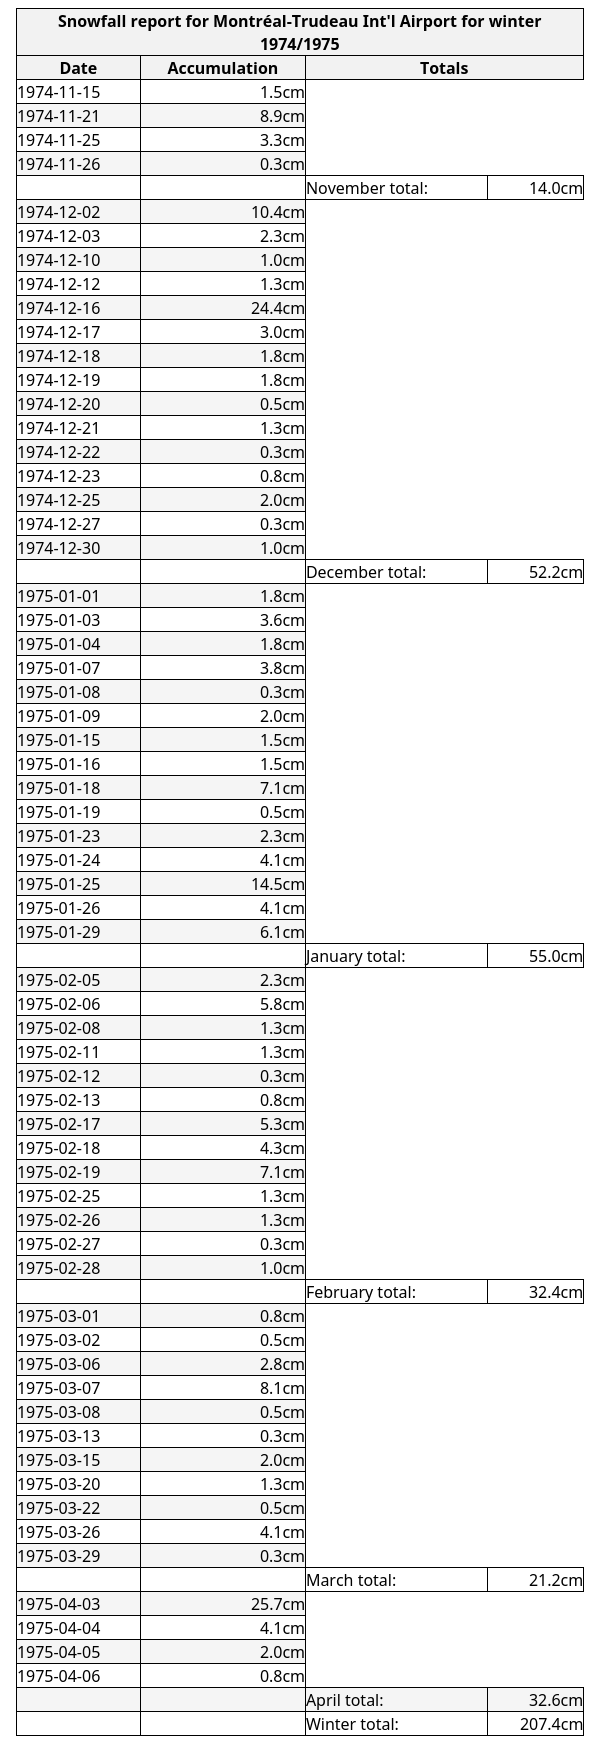 Snowfall report for Montréal-Trudeau Int'l Airport for winter
1974/1975
Date Accumulation Totals
1974-11-15 1.5cm
1974-11-21 8.9cm
1974-11-25 3.3cm
1974-11-26 0.3cm
November total: 14.0cm
1974-12-02 10.4cm
1974-12-03 2.3cm
1974-12-10 1.0cm
1974-12-12 1.3cm
1974-12-16 24.4cm
1974-12-17 3.0cm
1974-12-18 1.8cm
1974-12-19 1.8cm
1974-12-20 0.5cm
1974-12-21 1.3cm
1974-12-22 0.3cm
1974-12-23 0.8cm
1974-12-25 2.0cm
1974-12-27 0.3cm
1974-12-30 1.0cm
December total: 52.2cm
1975-01-01 1.8cm
1975-01-03 3.6cm
1975-01-04 1.8cm
1975-01-07 3.8cm
1975-01-08 0.3cm
1975-01-09 2.0cm
1975-01-15 1.5cm
1975-01-16 1.5cm
1975-01-18 7.1cm
1975-01-19 0.5cm
1975-01-23 2.3cm
1975-01-24 4.1cm
1975-01-25 14.5cm
1975-01-26 4.1cm
1975-01-29 6.1cm
January total: 55.0cm
1975-02-05 2.3cm
1975-02-06 5.8cm
1975-02-08 1.3cm
1975-02-11 1.3cm
1975-02-12 0.3cm
1975-02-13 0.8cm
1975-02-17 5.3cm
1975-02-18 4.3cm
1975-02-19 7.1cm
1975-02-25 1.3cm
1975-02-26 1.3cm
1975-02-27 0.3cm
1975-02-28 1.0cm
February total: 32.4cm
1975-03-01 0.8cm
1975-03-02 0.5cm
1975-03-06 2.8cm
1975-03-07 8.1cm
1975-03-08 0.5cm
1975-03-13 0.3cm
1975-03-15 2.0cm
1975-03-20 1.3cm
1975-03-22 0.5cm
1975-03-26 4.1cm
1975-03-29 0.3cm
March total: 21.2cm
1975-04-03 25.7cm
1975-04-04 4.1cm
1975-04-05 2.0cm
1975-04-06 0.8cm
April total: 32.6cm
Winter total: 207.4cm